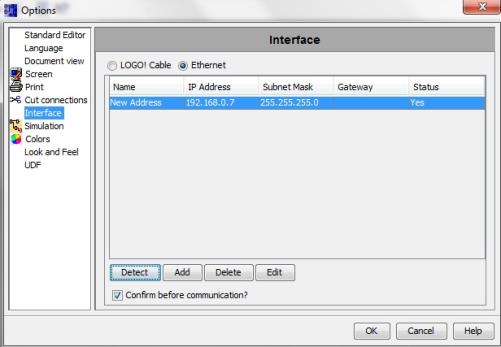 Options
Standard Editor
Language
Document view
Screen
Print
Cut connections
Interface
Simulation
Colors
Look and Feel
UDF
Interface
LOGO! Cable Ethernet
Name IP Address Subnet Mask Gateway Status
New Address 192.168.0.7 255.255.255.0 Yes
Detect Add Delete Edit
Confirm before communication?
OK Cancel Help